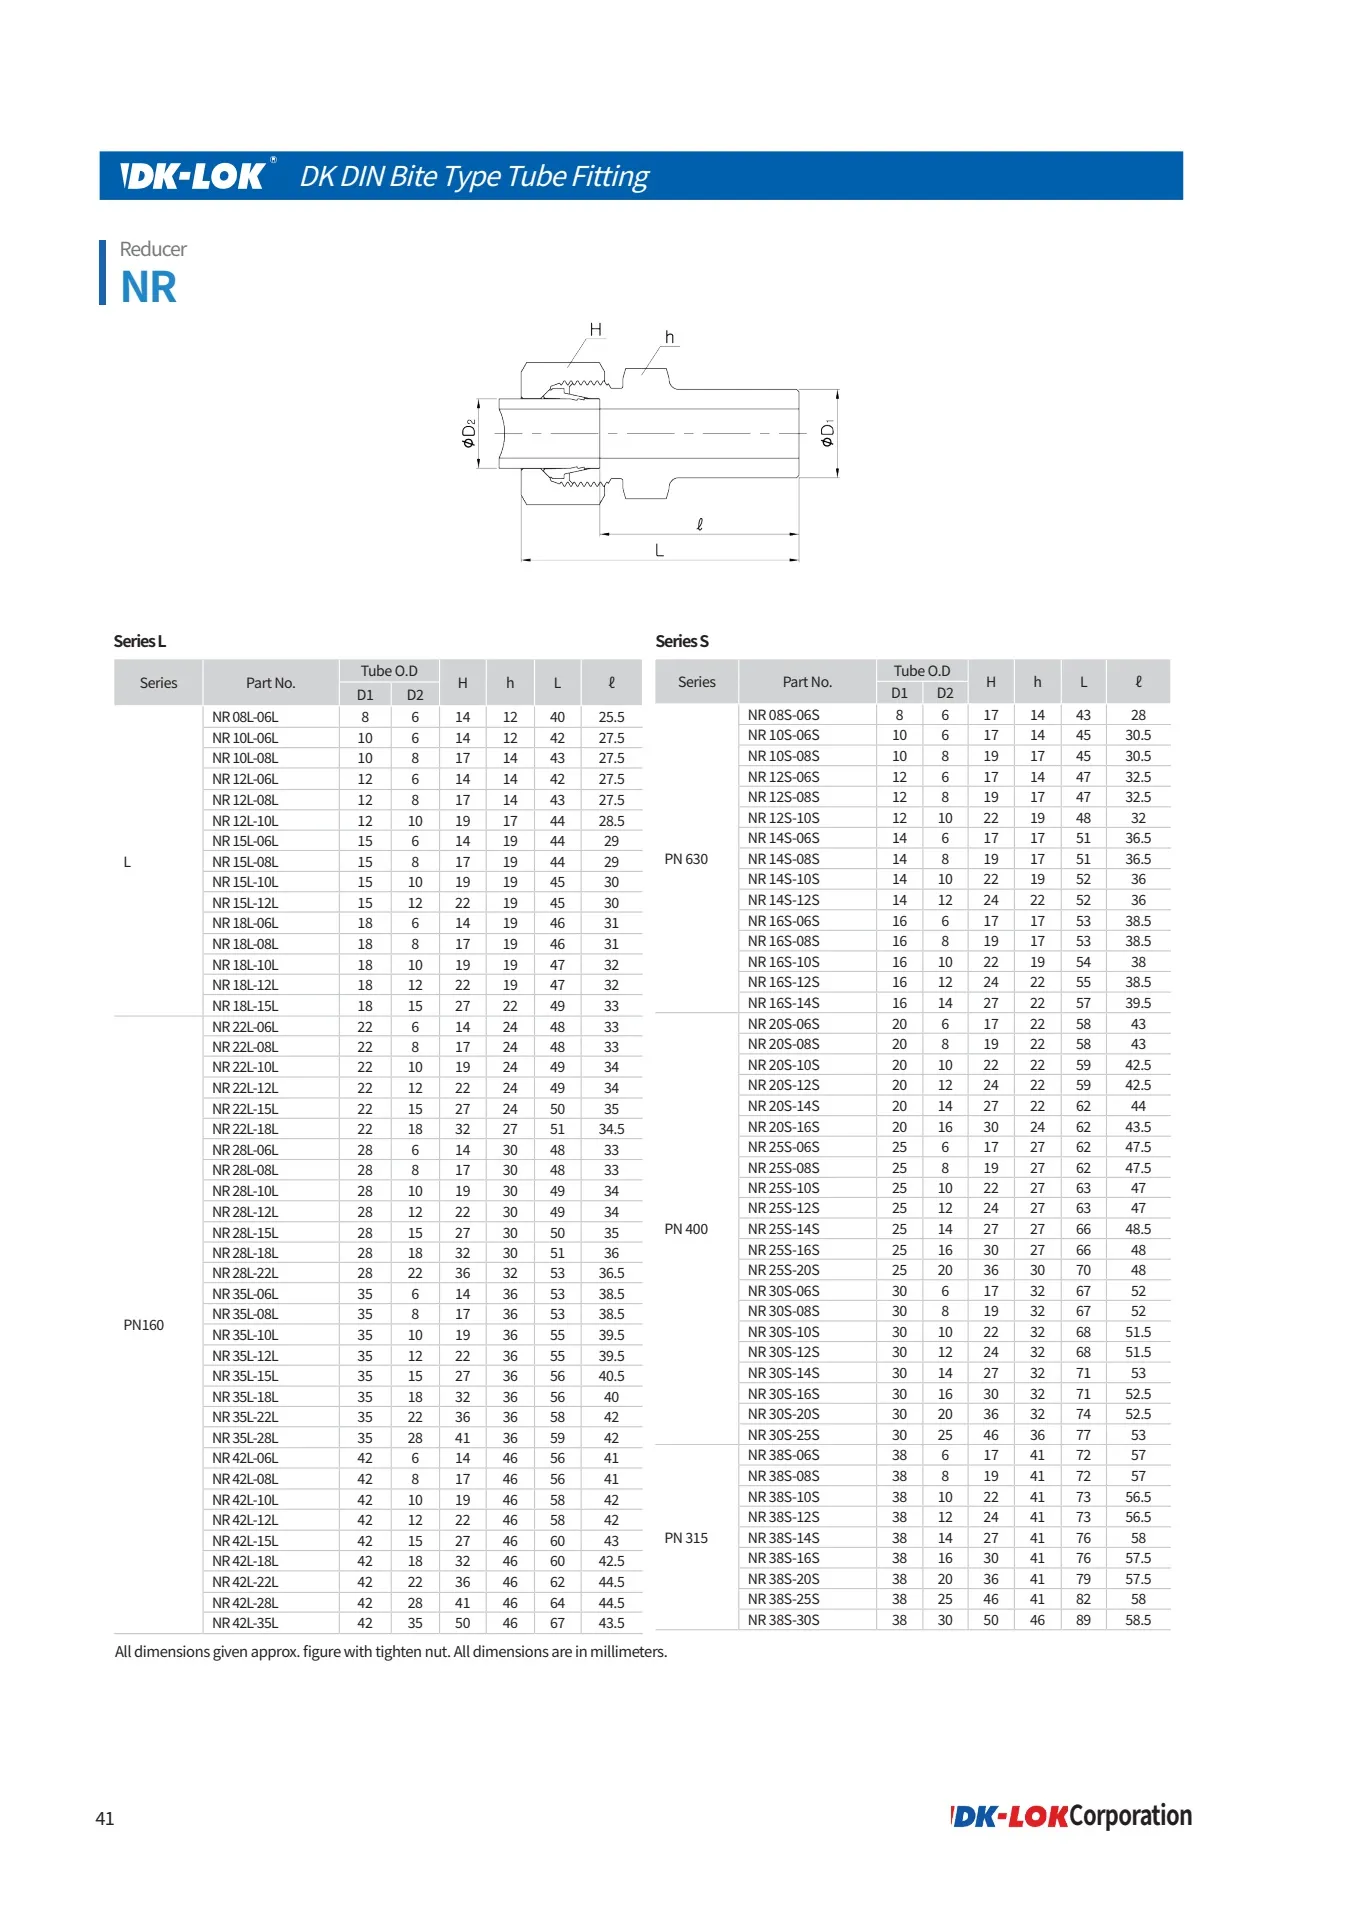 DK-LOK® DK DIN Bite Type Tube Fitting
Reducer
NR
H
h
ϕD2
ϕD1
ℓ
L
Series L
Series Part No. Tube O.D H h L ℓ
D1 D2
NR 08L-06L 8 6 14 12 40 25.5
NR 10L-06L 10 6 14 12 42 27.5
NR 10L-08L 10 8 17 14 43 27.5
NR 12L-06L 12 6 14 14 42 27.5
NR 12L-08L 12 8 17 14 43 27.5
NR 12L-10L 12 10 19 17 44 28.5
NR 15L-06L 15 6 14 19 44 29
L NR 15L-08L 15 8 17 19 44 29
NR 15L-10L 15 10 19 19 45 30
NR 15L-12L 15 12 22 19 45 30
NR 18L-06L 18 6 14 19 46 31
NR 18L-08L 18 8 17 19 46 31
NR 18L-10L 18 10 19 19 47 32
NR 18L-12L 18 12 22 19 47 32
NR 18L-15L 18 15 27 22 49 33
NR 22L-06L 22 6 14 24 48 33
NR 22L-08L 22 8 17 24 48 33
NR 22L-10L 22 10 19 24 49 34
NR 22L-12L 22 12 22 24 49 34
NR 22L-15L 22 15 27 24 50 35
NR 22L-18L 22 18 32 27 51 34.5
NR 28L-06L 28 6 14 30 48 33
NR 28L-08L 28 8 17 30 48 33
NR 28L-10L 28 10 19 30 49 34
NR 28L-12L 28 12 22 30 49 34
NR 28L-15L 28 15 27 30 50 35
NR 28L-18L 28 18 32 30 51 36
NR 28L-22L 28 22 36 32 53 36.5
NR 35L-06L 35 6 14 36 53 38.5
PN160 NR 35L-08L 35 8 17 36 53 38.5
NR 35L-10L 35 10 19 36 55 39.5
NR 35L-12L 35 12 22 36 55 39.5
NR 35L-15L 35 15 27 36 56 40.5
NR 35L-18L 35 18 32 36 56 40
NR 35L-22L 35 22 36 36 58 42
NR 35L-28L 35 28 41 36 59 42
NR 42L-06L 42 6 14 46 56 41
NR 42L-08L 42 8 17 46 56 41
NR 42L-10L 42 10 19 46 58 42
NR 42L-12L 42 12 22 46 58 42
NR 42L-15L 42 15 27 46 60 43
NR 42L-18L 42 18 32 46 60 42.5
NR 42L-22L 42 22 36 46 62 44.5
NR 42L-28L 42 28 41 46 64 44.5
NR 42L-35L 42 35 50 46 67 43.5
Series S
Series Part No. Tube O.D H h L ℓ
D1 D2
NR 08S-06S 8 6 17 14 43 28
NR 10S-06S 10 6 17 14 45 30.5
NR 10S-08S 10 8 19 17 45 30.5
NR 12S-06S 12 6 17 14 47 32.5
NR 12S-08S 12 8 19 17 47 32.5
NR 12S-10S 12 10 22 19 48 32
NR 14S-06S 14 6 17 17 51 36.5
PN 630 NR 14S-08S 14 8 19 17 51 36.5
NR 14S-10S 14 10 22 19 52 36
NR 14S-12S 14 12 24 22 52 36
NR 16S-06S 16 6 17 17 53 38.5
NR 16S-08S 16 8 19 17 53 38.5
NR 16S-10S 16 10 22 19 54 38
NR 16S-12S 16 12 24 22 55 38.5
NR 16S-14S 16 14 27 22 57 39.5
NR 20S-06S 20 6 17 22 58 43
NR 20S-08S 20 8 19 22 58 43
NR 20S-10S 20 10 22 22 59 42.5
NR 20S-12S 20 12 24 22 59 42.5
NR 20S-14S 20 14 27 22 62 44
NR 20S-16S 20 16 30 24 62 43.5
NR 25S-06S 25 6 17 27 62 47.5
NR 25S-08S 25 8 19 27 62 47.5
NR 25S-10S 25 10 22 27 63 47
NR 25S-12S 25 12 24 27 63 47
PN 400 NR 25S-14S 25 14 27 27 66 48.5
NR 25S-16S 25 16 30 27 66 48
NR 25S-20S 25 20 36 30 70 48
NR 30S-06S 30 6 17 32 67 52
NR 30S-08S 30 8 19 32 67 52
NR 30S-10S 30 10 22 32 68 51.5
NR 30S-12S 30 12 24 32 68 51.5
NR 30S-14S 30 14 27 32 71 53
NR 30S-16S 30 16 30 32 71 52.5
NR 30S-20S 30 20 36 32 74 52.5
NR 30S-25S 30 25 46 36 77 53
NR 38S-06S 38 6 17 41 72 57
NR 38S-08S 38 8 19 41 72 57
NR 38S-10S 38 10 22 41 73 56.5
NR 38S-12S 38 12 24 41 73 56.5
PN 315 NR 38S-14S 38 14 27 41 76 58
NR 38S-16S 38 16 30 41 76 57.5
NR 38S-20S 38 20 36 41 79 57.5
NR 38S-25S 38 25 46 41 82 58
NR 38S-30S 38 30 50 46 89 58.5
All dimensions given approx. figure with tighten nut. All dimensions are in millimeters.
41
DK-LOK Corporation